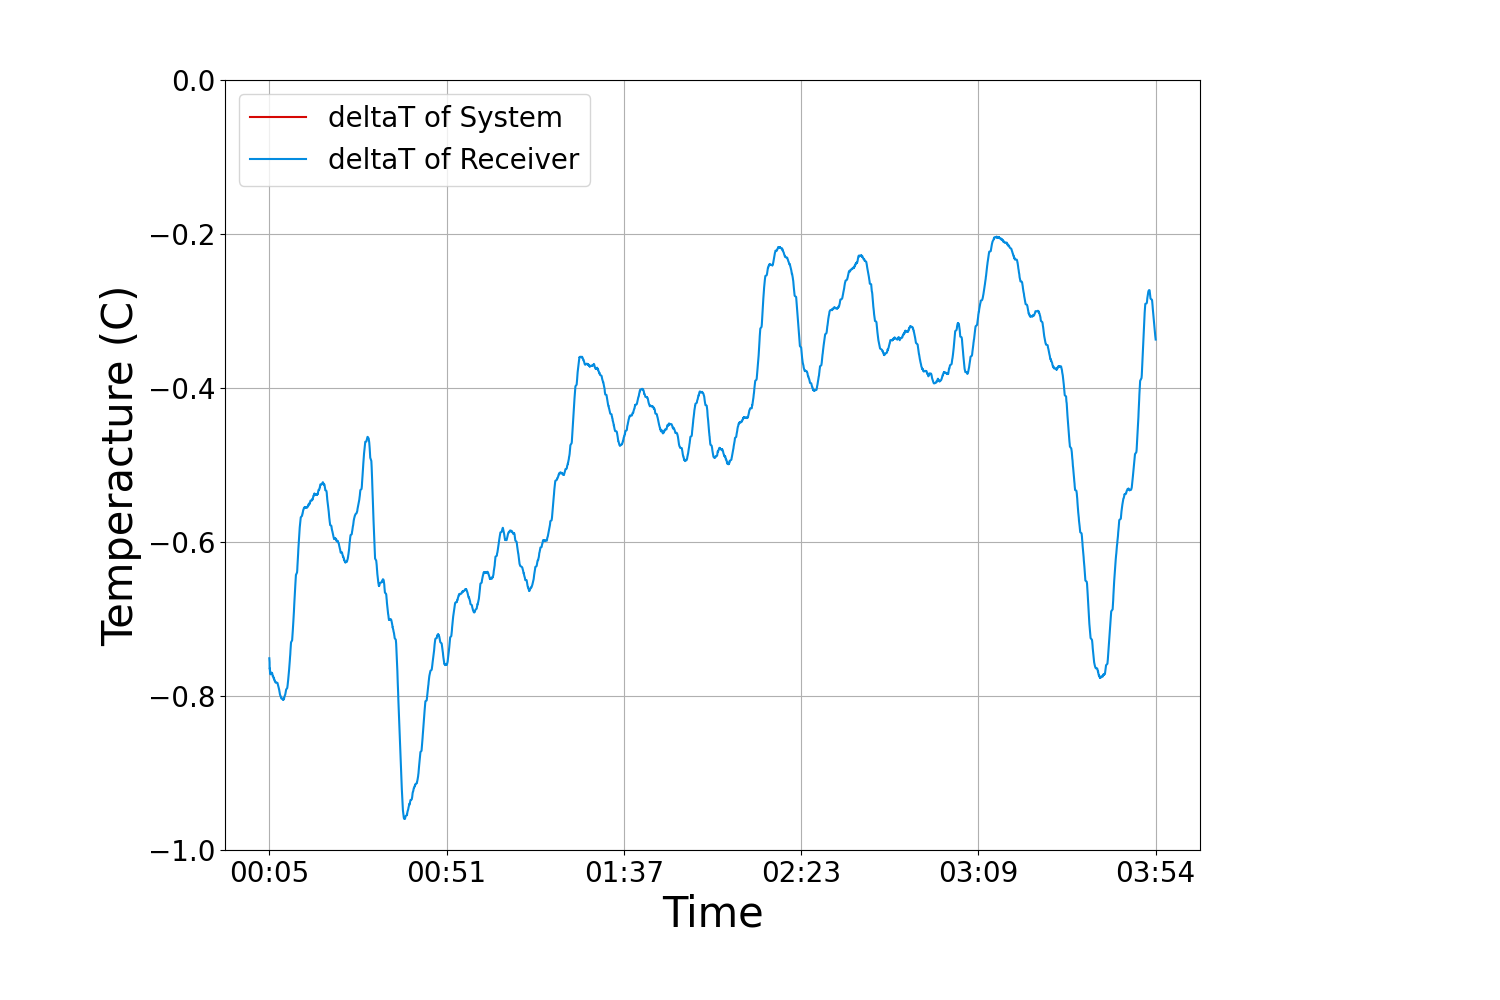 0.0
deltaT of System
deltaT of Receiver
−0.2
−0.4
−0.6
−0.8
−1.0
Temperacture (C)
00:05 00:51 01:37 02:23 03:09 03:54
Time